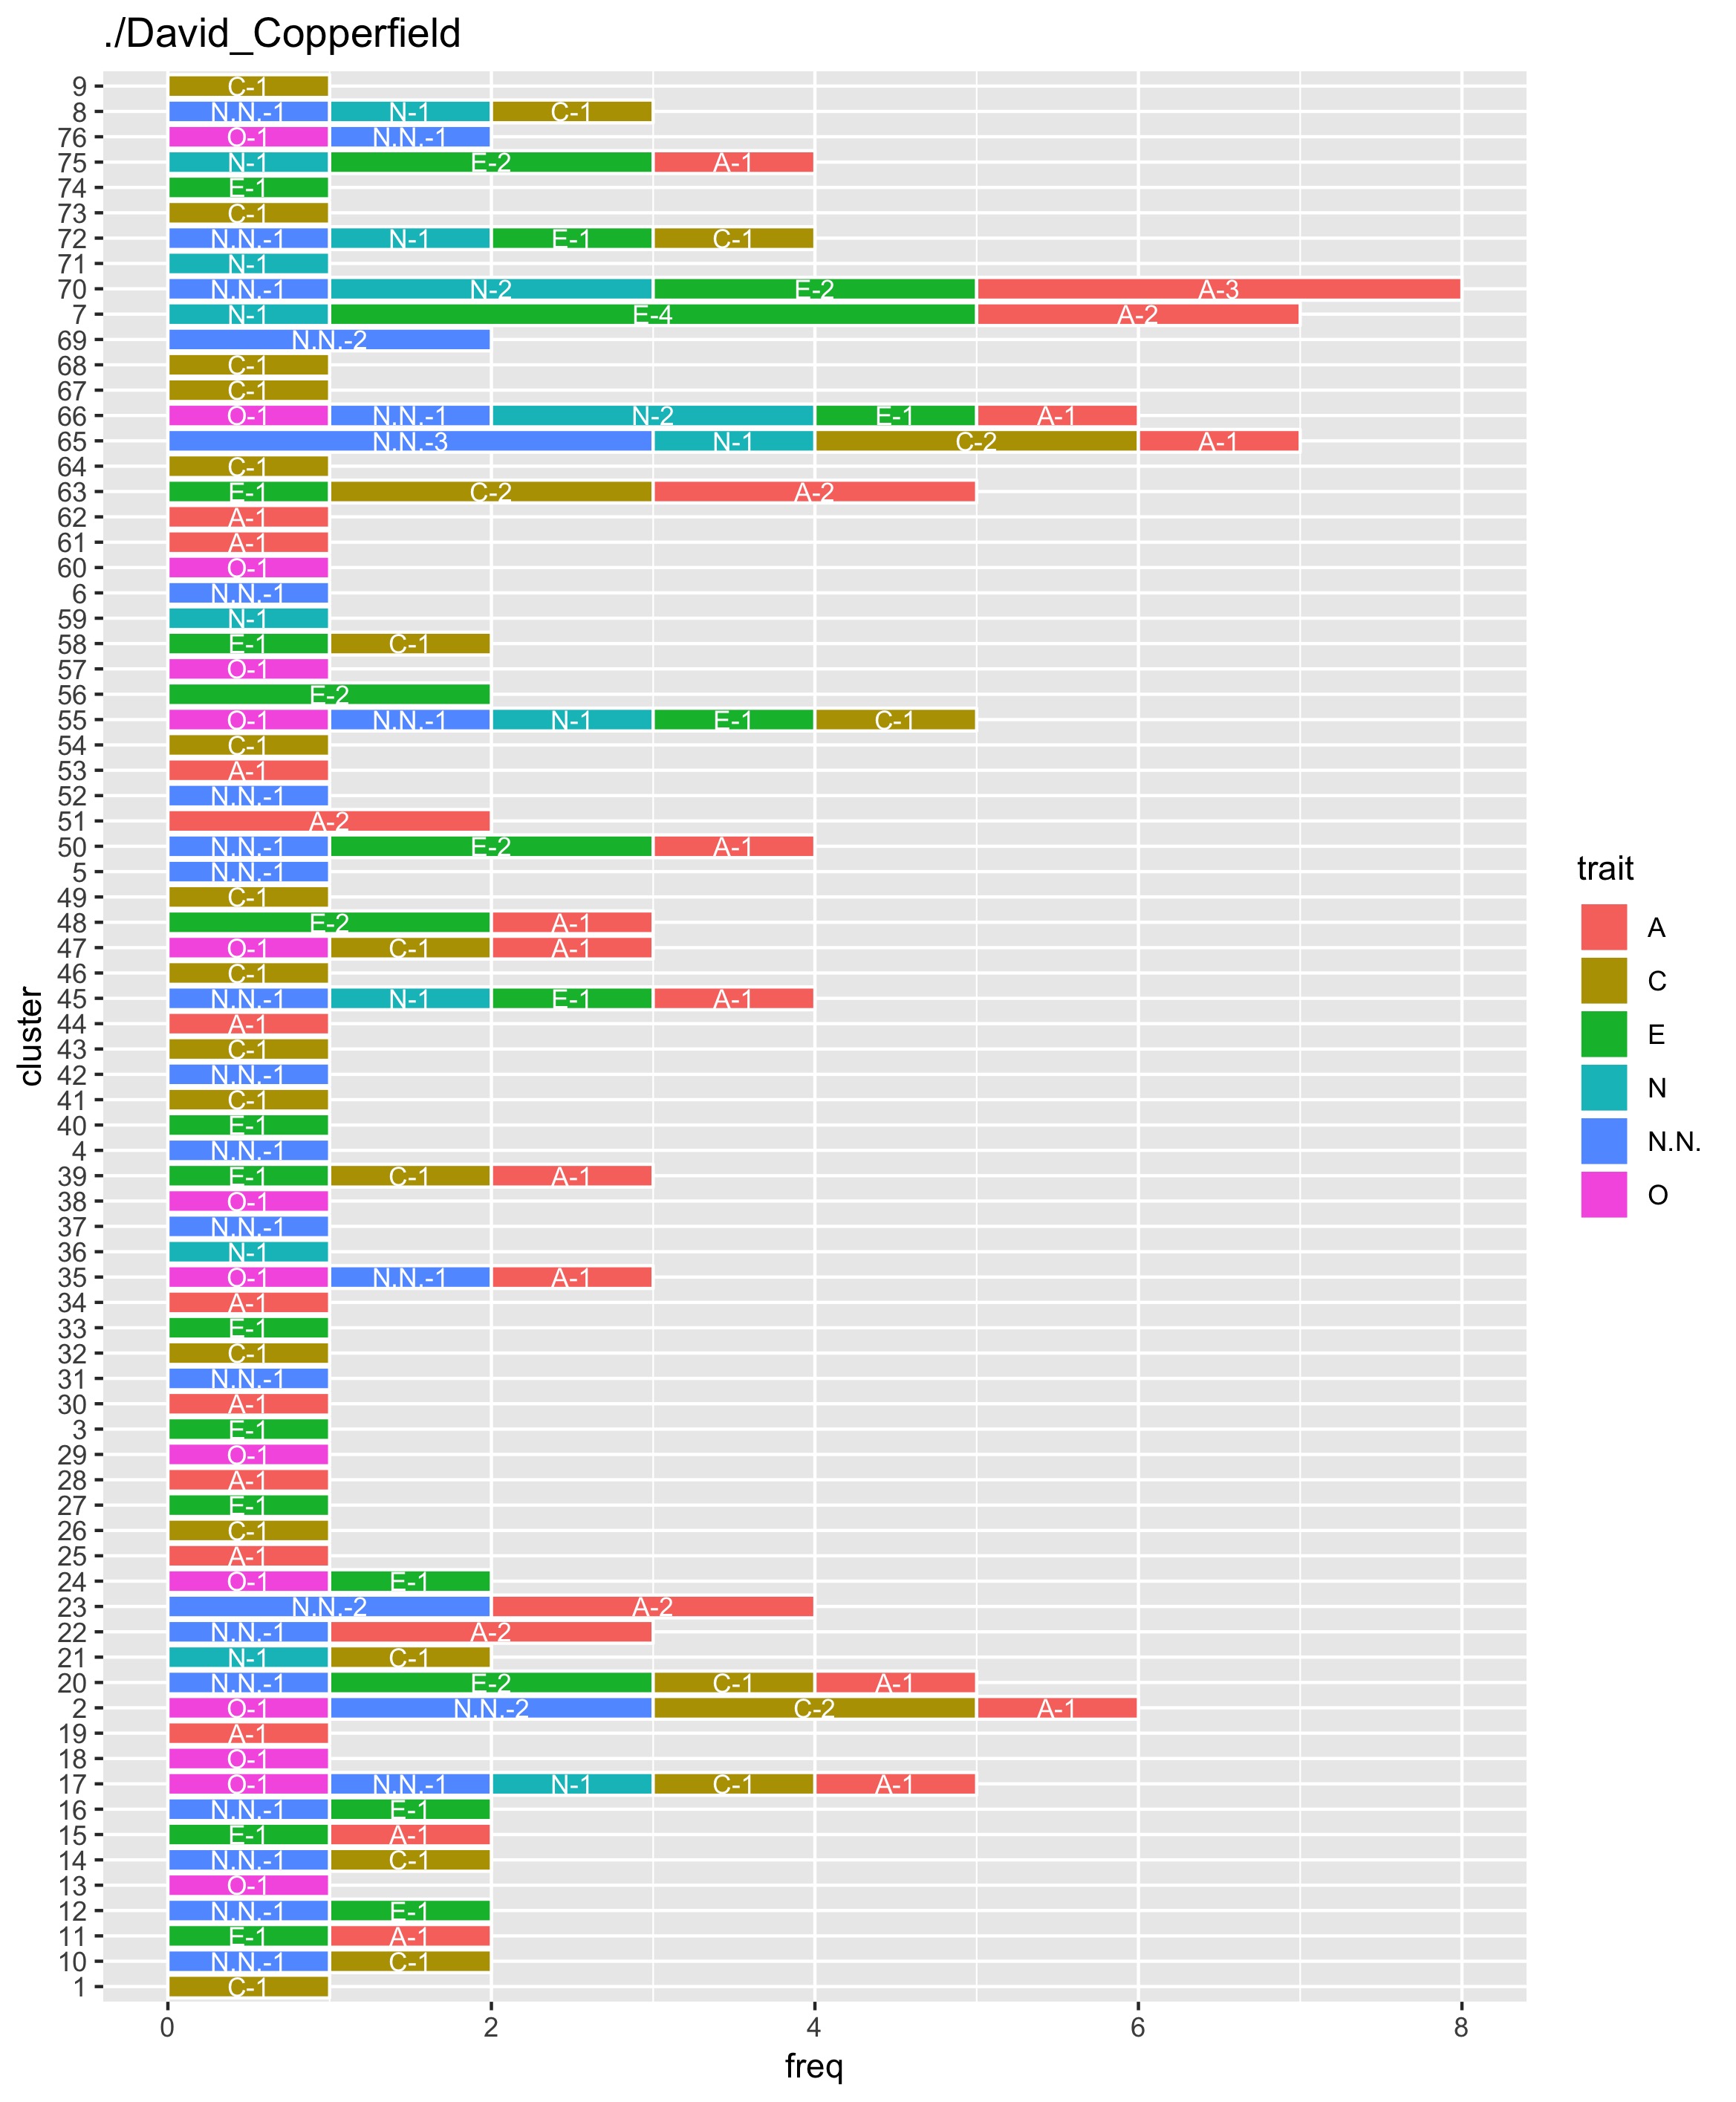 ./David_Copperfield
9 C-1
8 N.N.-1 N-1 C-1
76 O-1 N.N.-1
75 N-1 E-2 A-1
74 E-1
73 C-1
72 N.N.-1 N-1 E-1 C-1
71 N-1
70 N.N.-1 N-2 E-2 A-3
7 N-1 E-4 A-2
69 N.N.-2
68 C-1
67 C-1
66 O-1 N.N.-1 N-2 E-1 A-1
65 N.N.-3 N-1 C-2 A-1
64 C-1
63 E-1 C-2 A-2
62 A-1
61 A-1
60 O-1
6 N.N.-1
59 N-1
58 E-1 C-1
57 O-1
56 E-2
55 O-1 N.N.-1 N-1 E-1 C-1
54 C-1
53 A-1
52 N.N.-1
51 A-2
50 N.N.-1 E-2 A-1
5 N.N.-1
49 C-1
48 E-2 A-1
47 O-1 C-1 A-1
46 C-1
45 N.N.-1 N-1 E-1 A-1
44 A-1
43 C-1
42 N.N.-1
41 C-1
40 E-1
4 N.N.-1
39 E-1 C-1 A-1
38 O-1
37 N.N.-1
36 N-1
35 O-1 N.N.-1 A-1
34 A-1
33 E-1
32 C-1
31 N.N.-1
30 A-1
3 E-1
29 O-1
28 A-1
27 E-1
26 C-1
25 A-1
24 O-1 E-1
23 N.N.-2 A-2
22 N.N.-1 A-2
21 N-1 C-1
20 N.N.-1 E-2 C-1 A-1
2 O-1 N.N.-2 C-2 A-1
19 A-1
18 O-1
17 O-1 N.N.-1 N-1 C-1 A-1
16 N.N.-1 E-1
15 E-1 A-1
14 N.N.-1 C-1
13 O-1
12 N.N.-1 E-1
11 E-1 A-1
10 N.N.-1 C-1
1 C-1
0 2 4 6 8
freq
cluster
trait
A
C
E
N
N.N.
O